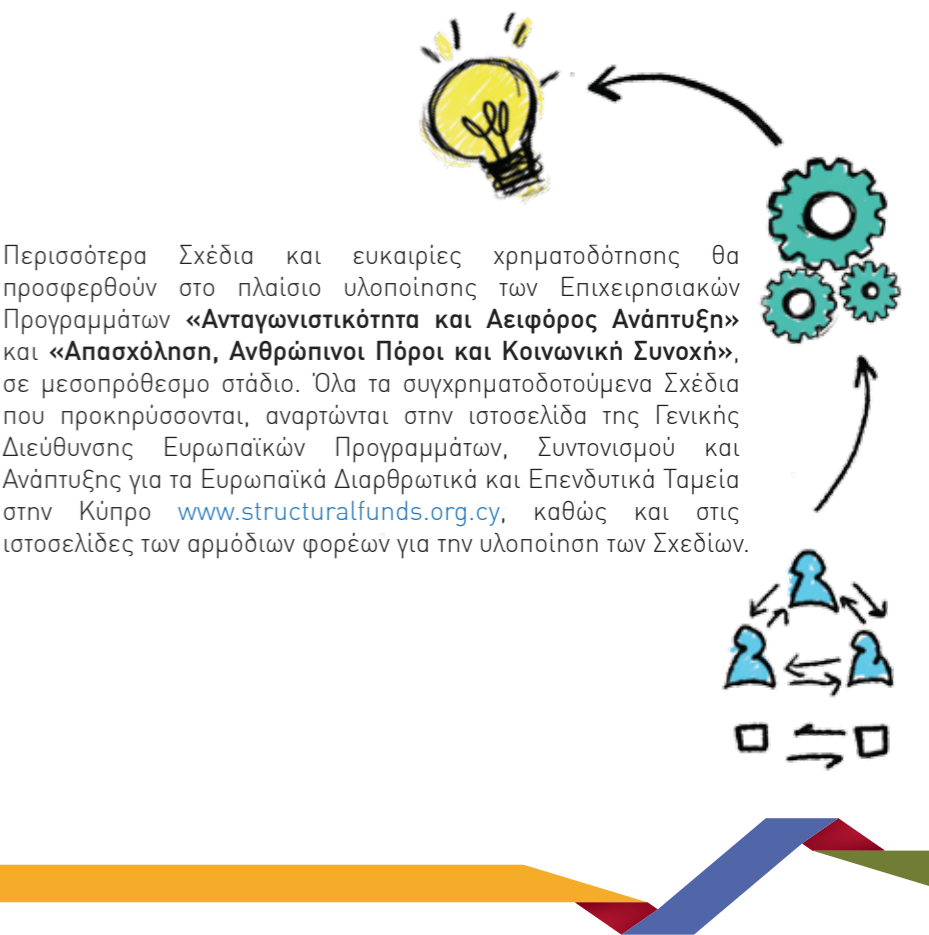 Περισσότερα Σχέδια και ευκαιρίες χρηματοδότησης θα
προσφερθούν στο πλαίσιο υλοποίησης των Επιχειρησιακών
Προγραμμάτων «Ανταγωνιστικότητα και Αειφόρος Ανάπτυξη»
και «Απασχόληση, Ανθρώπινοι Πόροι και Κοινωνική Συνοχή»,
σε μεσοπρόθεσμο στάδιο. Όλα τα συγχρηματοδοτούμενα Σχέδια
που προκηρύσσονται, αναρτώνται στην ιστοσελίδα της Γενικής
Διεύθυνσης Ευρωπαϊκών Προγραμμάτων, Συντονισμού και
Ανάπτυξης για τα Ευρωπαϊκά Διαρθρωτικά και Επενδυτικά Ταμεία
στην Κύπρο www.structuralfunds.org.cy, καθώς και στις
ιστοσελίδες των αρμόδιων φορέων για την υλοποίηση των Σχεδίων.